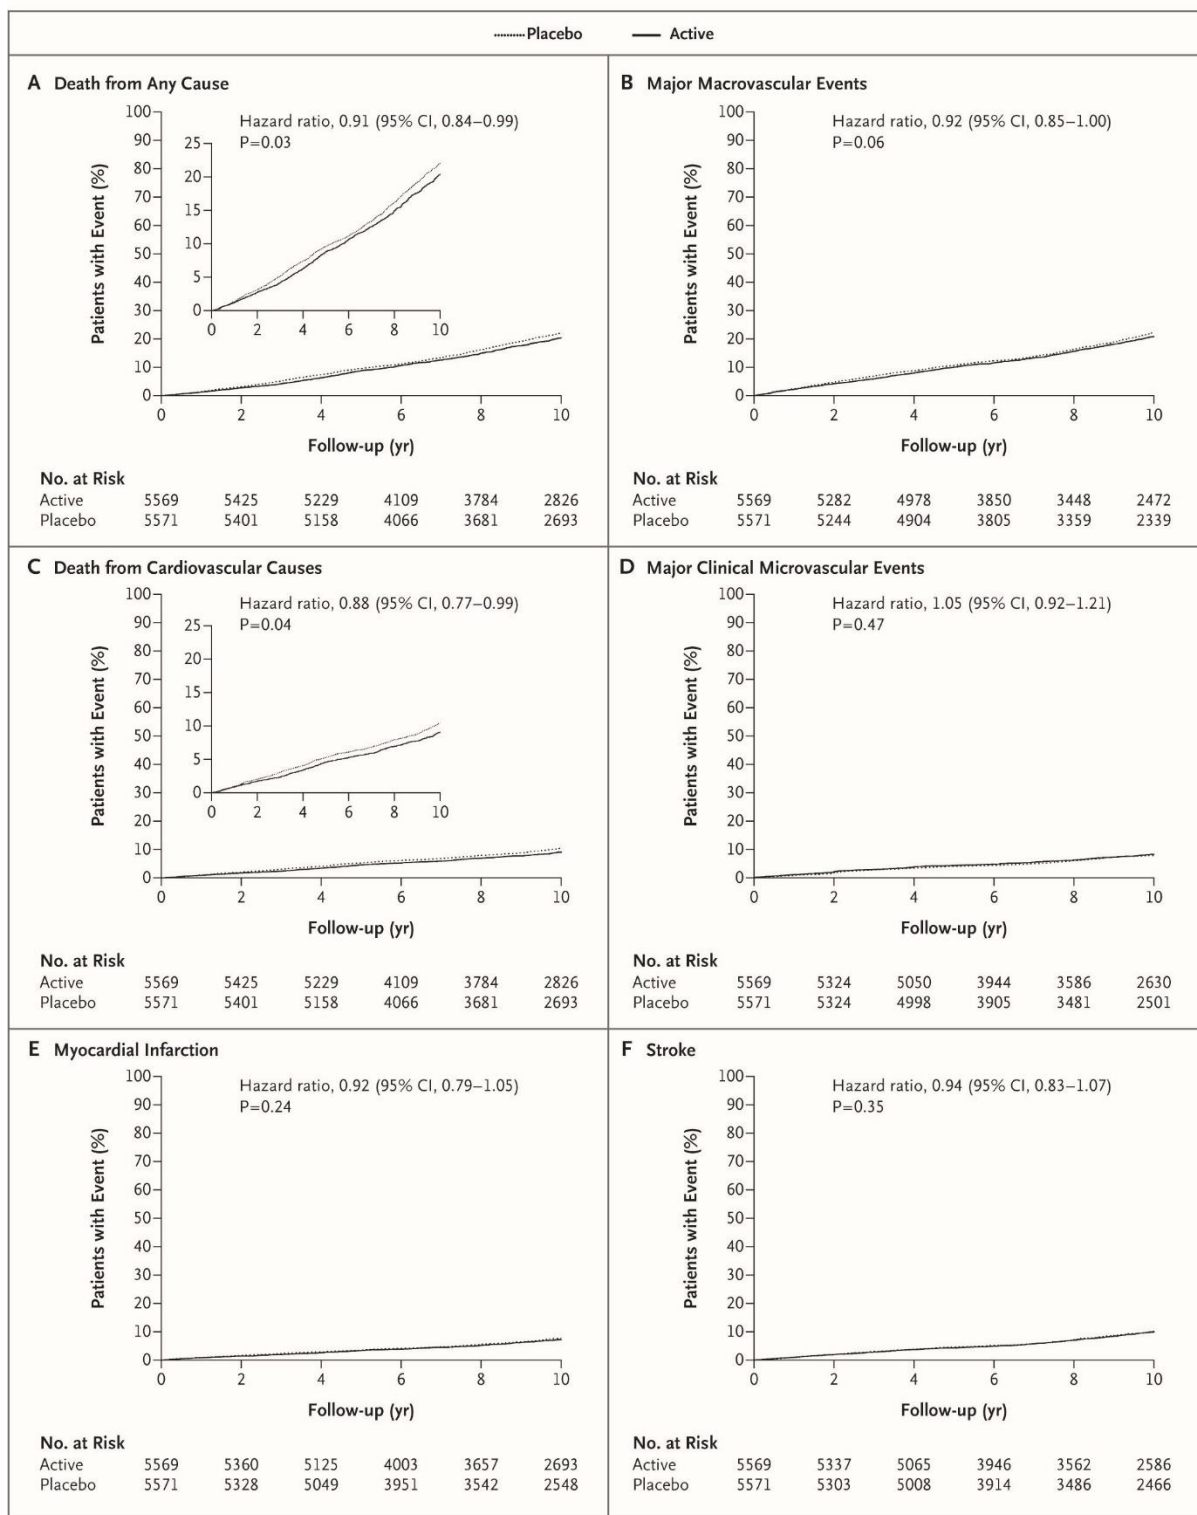 Placebo Active
A Death from Any Cause
Patients with Event (%)
100
90
80
70
60
50
40
30
20
10
0
Hazard ratio, 0.91 (95% CI, 0.84–0.99)
P=0.03
25
20
15
10
5
0
0 2 4 6 8 10
0 2 4 6 8 10
Follow-up (yr)
No. at Risk
Active 5569 5425 5229 4109 3784 2826
Placebo 5571 5401 5158 4066 3681 2693
B Major Macrovascular Events
Patients with Event (%)
100
90
80
70
60
50
40
30
20
10
0
Hazard ratio, 0.92 (95% CI, 0.85–1.00)
P=0.06
0 2 4 6 8 10
Follow-up (yr)
No. at Risk
Active 5569 5282 4978 3850 3448 2472
Placebo 5571 5244 4904 3805 3359 2339
C Death from Cardiovascular Causes
Patients with Event (%)
100
90
80
70
60
50
40
30
20
10
0
Hazard ratio, 0.88 (95% CI, 0.77–0.99)
P=0.04
25
20
15
10
5
0
0 2 4 6 8 10
0 2 4 6 8 10
Follow-up (yr)
No. at Risk
Active 5569 5425 5229 4109 3784 2826
Placebo 5571 5401 5158 4066 3681 2693
D Major Clinical Microvascular Events
Patients with Event (%)
100
90
80
70
60
50
40
30
20
10
0
Hazard ratio, 1.05 (95% CI, 0.92–1.21)
P=0.47
0 2 4 6 8 10
Follow-up (yr)
No. at Risk
Active 5569 5324 5050 3944 3586 2630
Placebo 5571 5324 4998 3905 3481 2501
E Myocardial Infarction
Patients with Event (%)
100
90
80
70
60
50
40
30
20
10
0
Hazard ratio, 0.92 (95% CI, 0.79–1.05)
P=0.24
0 2 4 6 8 10
Follow-up (yr)
No. at Risk
Active 5569 5360 5125 4003 3657 2693
Placebo 5571 5328 5049 3951 3542 2548
F Stroke
Patients with Event (%)
100
90
80
70
60
50
40
30
20
10
0
Hazard ratio, 0.94 (95% CI, 0.83–1.07)
P=0.35
0 2 4 6 8 10
Follow-up (yr)
No. at Risk
Active 5569 5337 5065 3946 3562 2586
Placebo 5571 5303 5008 3914 3486 2466